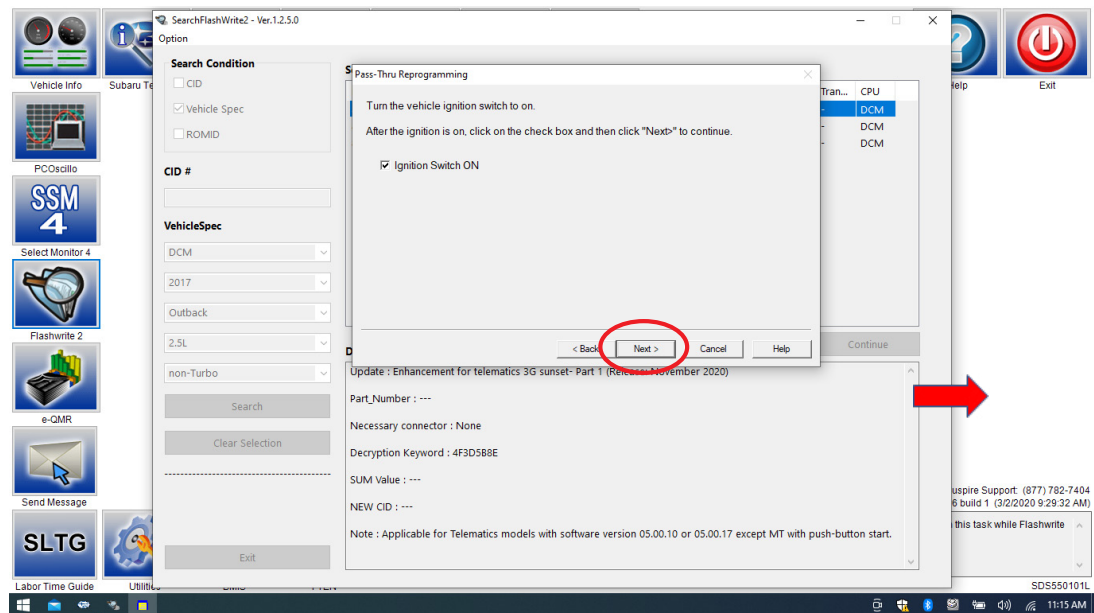 SearchFlashWrite2 - Ver.1.2.5.0
Option
Vehicle Info
Subaru Te
PCOscillo
SSM
4
Select Monitor 4
Flashwrite 2
e-QMR
Send Message
SLTG
Labor Time Guide
Utilities
Search Condition
CID
Vehicle Spec
ROMID
CID #
VehicleSpec
DCM
2017
Outback
2.5L
non-Turbo
Search
Clear Selection
Exit
Pass-Thru Reprogramming
Turn the vehicle ignition switch to on.
After the ignition is on, click on the check box and then click "Next>" to continue.
Ignition Switch ON
< Back
Next >
Cancel
Help
Tran... CPU
- DCM
- DCM
- DCM
Continue
Update : Enhancement for telematics 3G sunset- Part 1 (Release: November 2020)
Part_Number : ---
Necessary connector : None
Decryption Keyword : 4F3D5B8E
SUM Value : ---
NEW CID : ---
Note : Applicable for Telematics models with software version 05.00.10 or 05.00.17 except MT with push-button start.
Help
Exit
uspire Support: (877) 782-7404
6 build 1 (3/2/2020 9:29:32 AM)
this task while Flashwrite
SDS550101L
11:15 AM